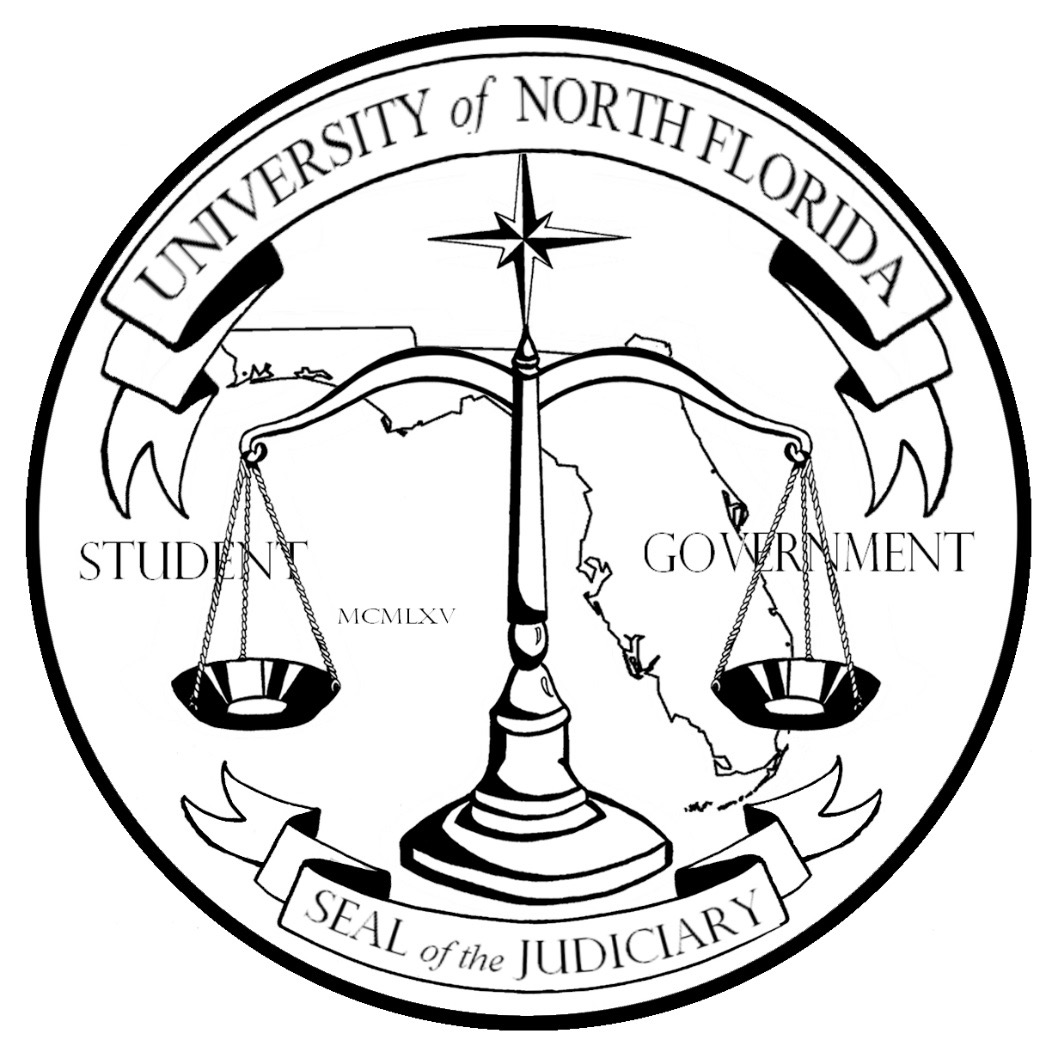 UNIVERSITY of NORTH FLORIDA
STUDENT GOVERNMENT
MCMLXV
SEAL of the JUDICIARY